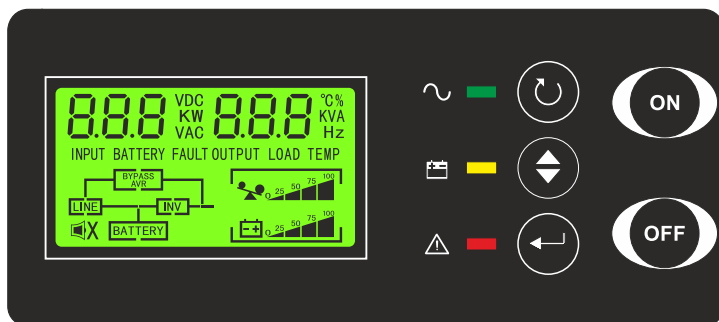 8.8.8 VDC KW VAC 8.8.8 °C% KVA Hz
INPUT BATTERY FAULT OUTPUT LOAD TEMP
BYPASS
AVR
LINE INV
BATTERY
0 25 50 75 100
0 25 50 75 100
ON
OFF